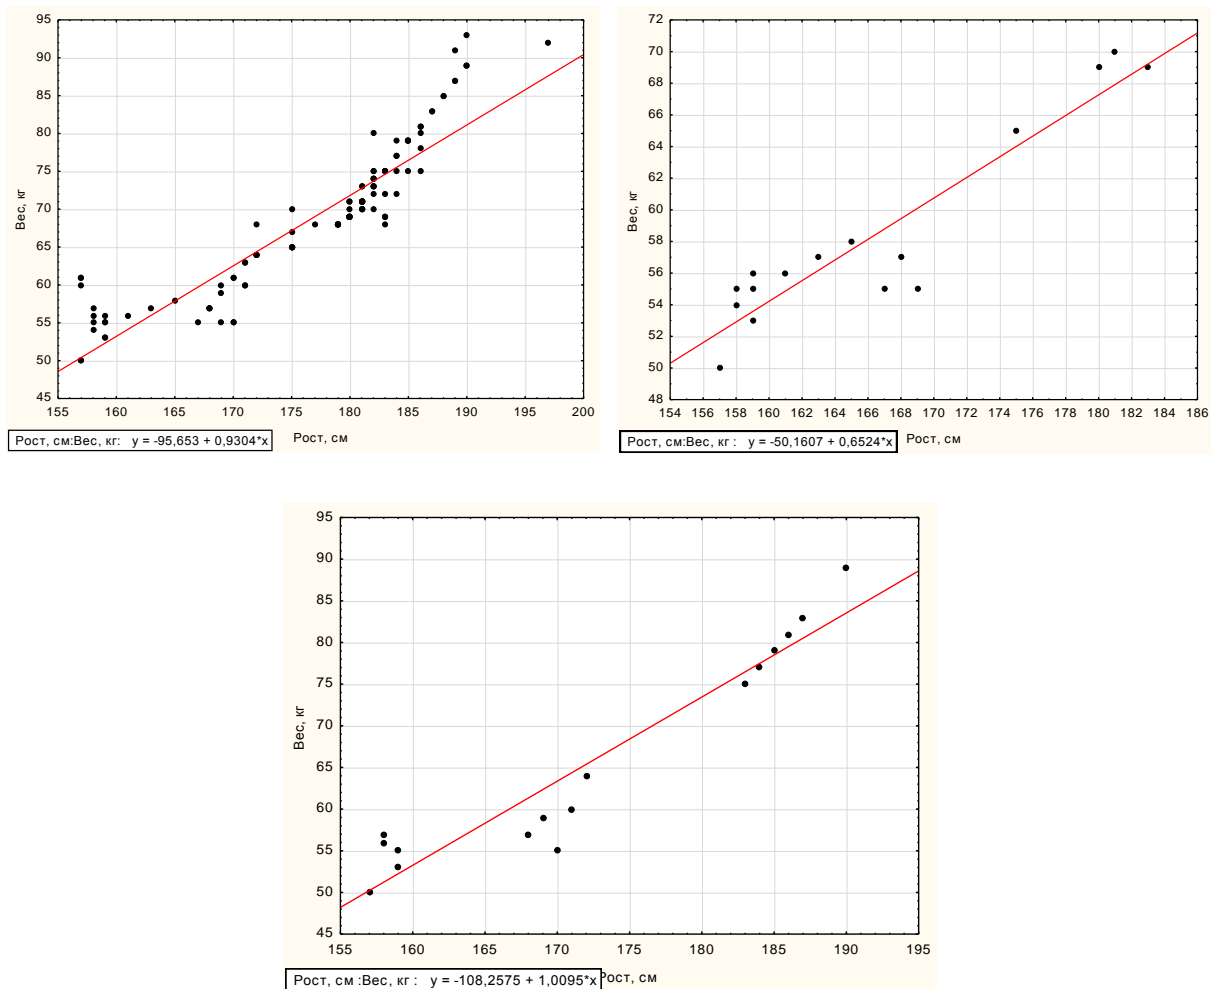 95
90
85
80
75
70
65
60
55
50
45
Вес, кг
155 160 165 170 175 180 185 190 195 200
Рост, см:Вес, кг: y = -95,653 + 0,9304*x
Рост, см
72
70
68
66
64
62
60
58
56
54
52
50
48
Вес, кг
154 156 158 160 162 164 166 168 170 172 174 176 178 180 182 184 186
Рост, см:Вес, кг : y = -50,1607 + 0,6524*x
Рост, см
95
90
85
80
75
70
65
60
55
50
45
Вес, кг
155 160 165 170 175 180 185 190 195
Рост, см :Вес, кг : y = -108,2575 + 1,0095*x
Рост, см